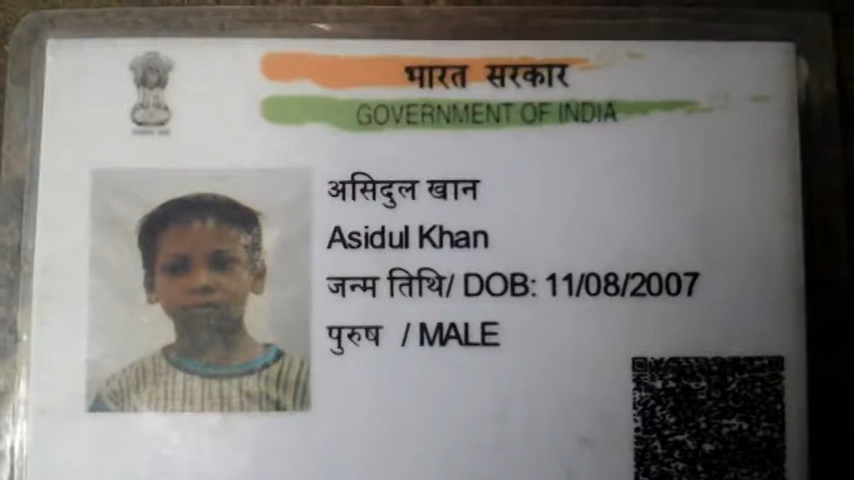 भारत सरकार
GOVERNMENT OF INDIA
असिदुल खान
Asidul Khan
जन्म तिथि/ DOB: 11/08/2007
पुरुष / MALE